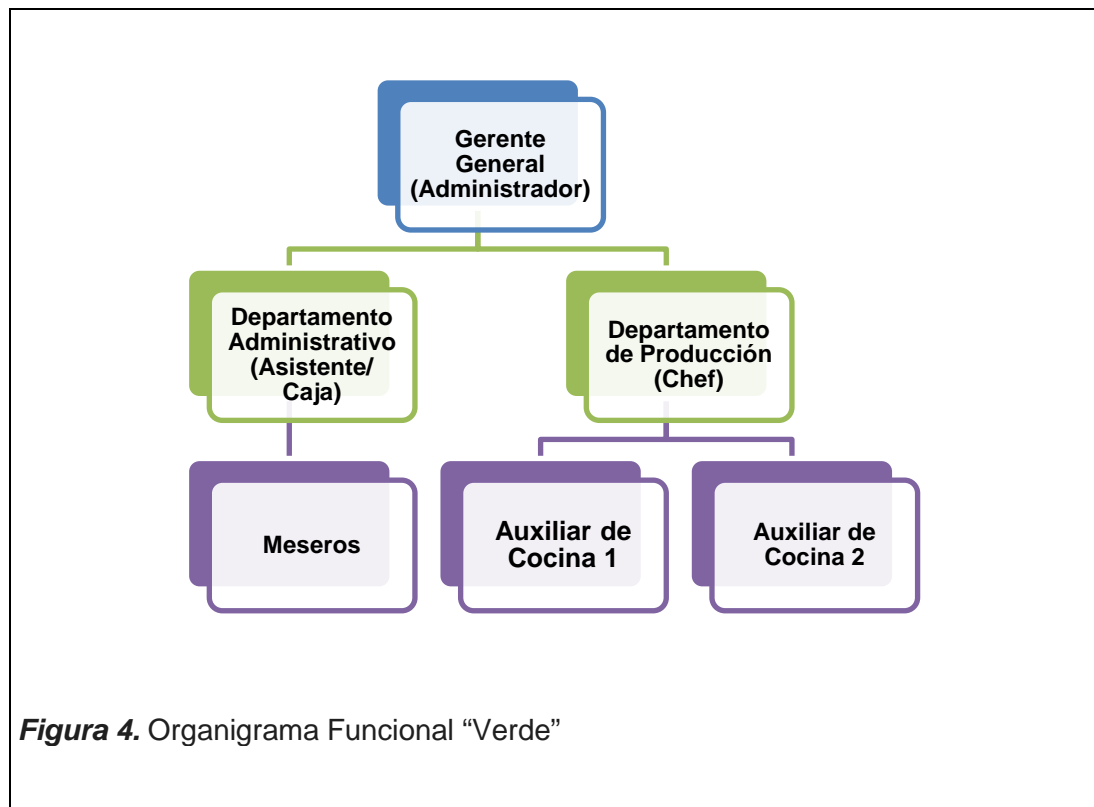 Gerente
General
(Administrador)
Departamento
Administrativo
(Asistente/
Caja)
Departamento
de Producción
(Chef)
Meseros
Auxiliar de
Cocina 1
Auxiliar de
Cocina 2
Figura 4. Organigrama Funcional “Verde”